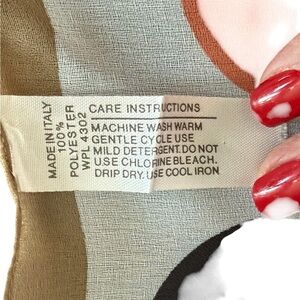 MADE IN ITALY
100%
POLYESTER
WPL 4302
CARE INSTRUCTIONS
MACHINE WASH WARM
GENTLE CYCLE USE
MILD DETERGENT. DO NOT
USE CHLORINE BLEACH.
DRIP DRY. USE COOL IRON